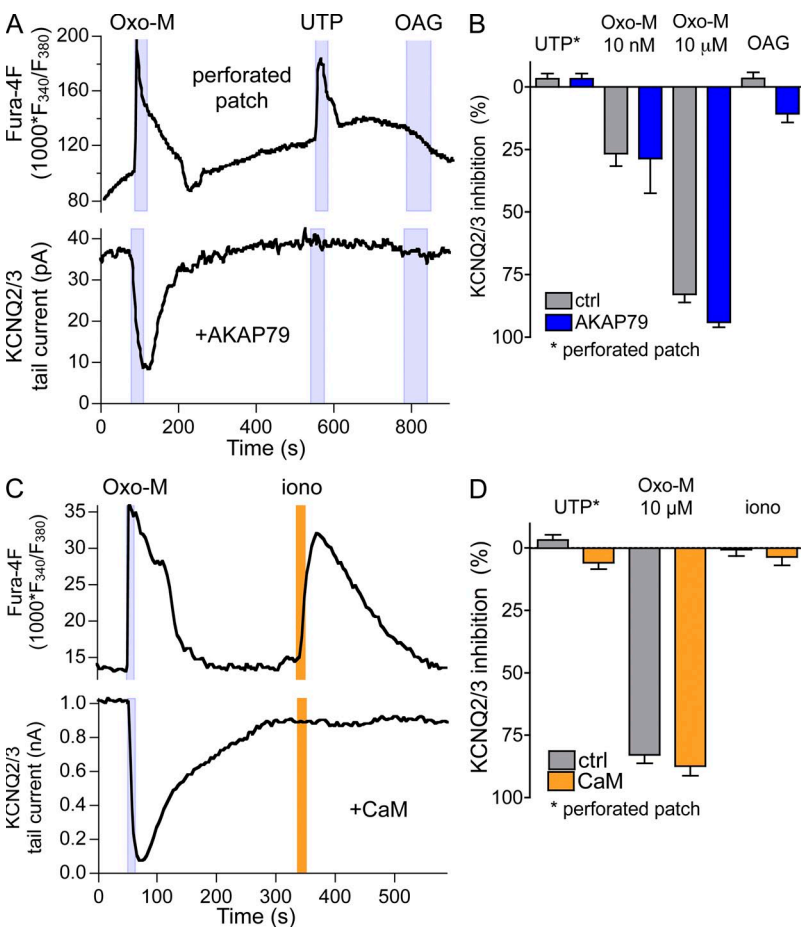 A
Oxo-M
UTP
OAG
Fura-4F
(1000*F340/F380)
200
160
120
80
perforated
patch
KCNQ2/3
tail current (pA)
40
30
20
10
0
+AKAP79
0 200 400 600 800
Time (s)
B
UTP*
Oxo-M
10 nM
Oxo-M
10 µM
OAG
KCNQ2/3 inhibition (%)
0
25
50
75
100
ctrl
AKAP79
* perforated patch
C
Oxo-M
iono
Fura-4F
(1000*F340/F380)
35
30
25
20
15
KCNQ2/3
tail current (nA)
1.0
0.8
0.6
0.4
0.2
0.0
+CaM
0 100 200 300 400 500
Time (s)
D
UTP*
Oxo-M
10 µM
iono
KCNQ2/3 inhibition (%)
0
25
50
75
100
ctrl
CaM
* perforated patch